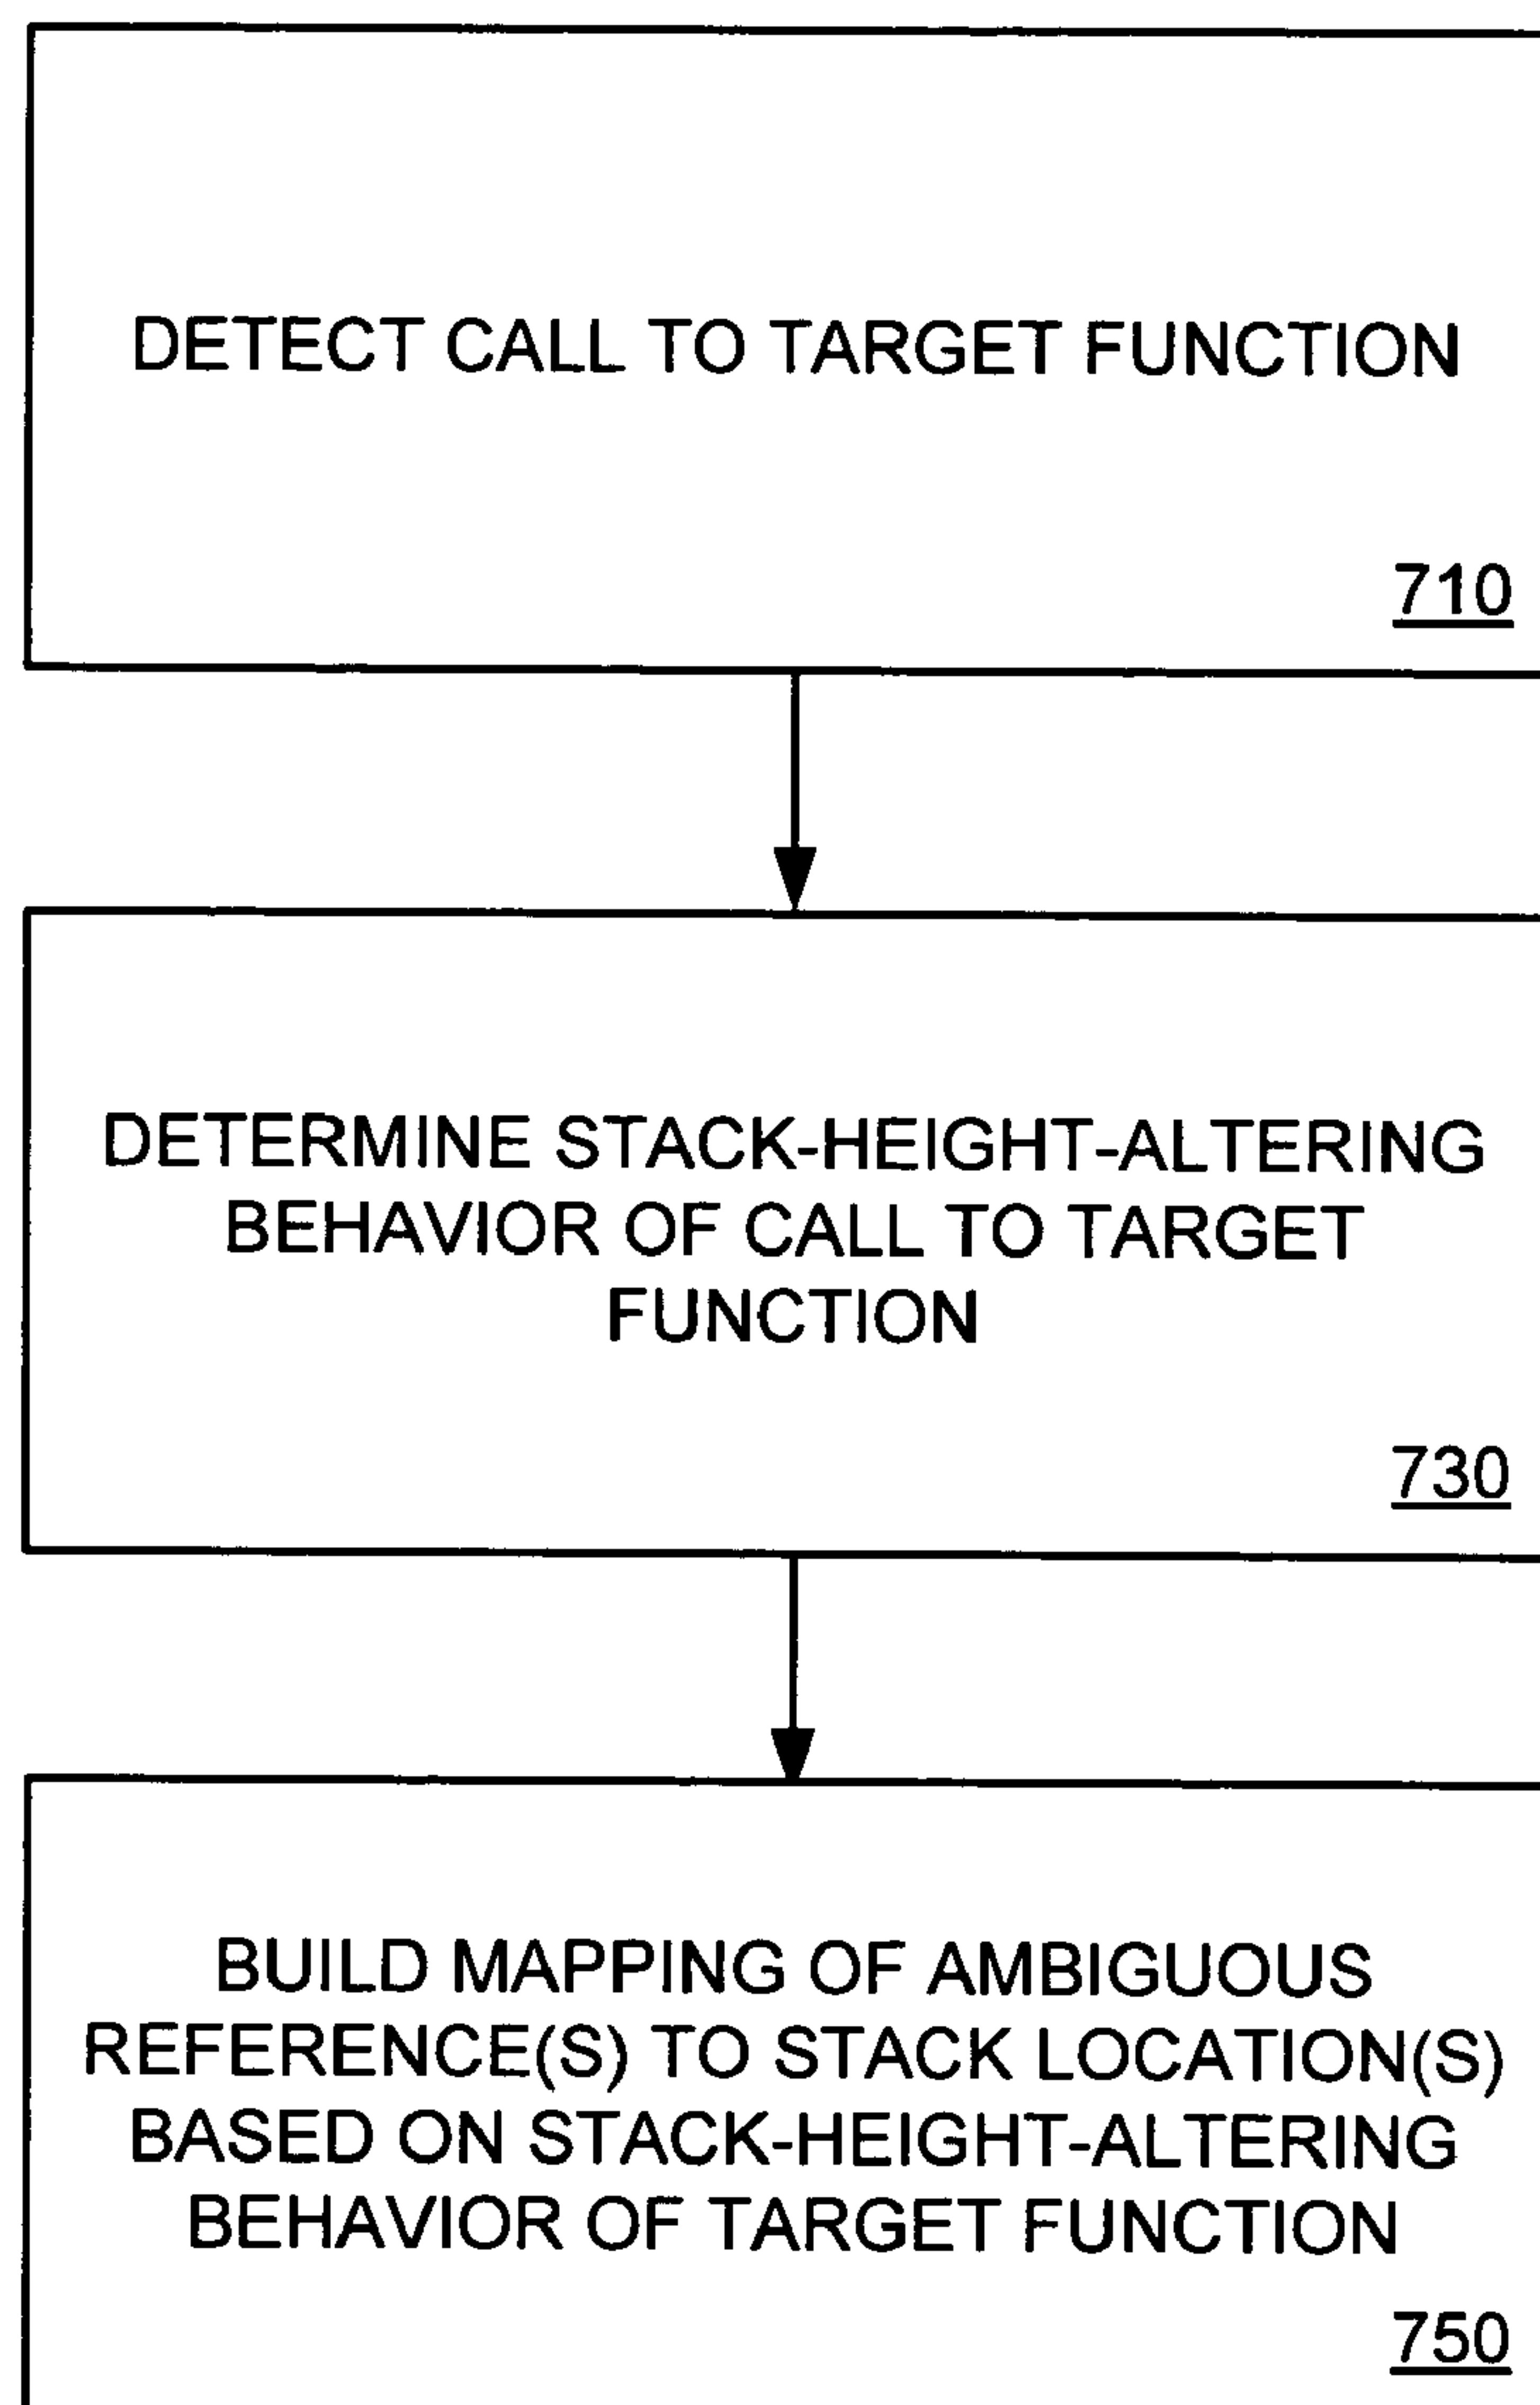 DETECT CALL TO TARGET FUNCTION
710
DETERMINE STACK-HEIGHT-ALTERING
BEHAVIOR OF CALL TO TARGET
FUNCTION
730
BUILD MAPPING OF AMBIGUOUS
REFERENCE(S) TO STACK LOCATION(S)
BASED ON STACK-HEIGHT-ALTERING
BEHAVIOR OF TARGET FUNCTION
750